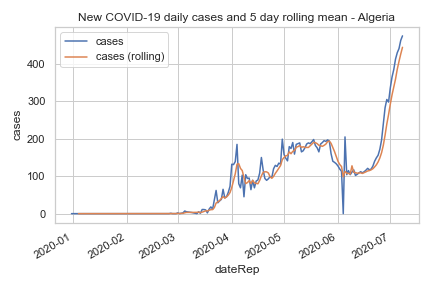 New COVID-19 daily cases and 5 day rolling mean - Algeria
cases
cases (rolling)
400
300
200
100
0
cases
2020-01
2020-02
2020-03
2020-04
2020-05
2020-06
2020-07
dateRep